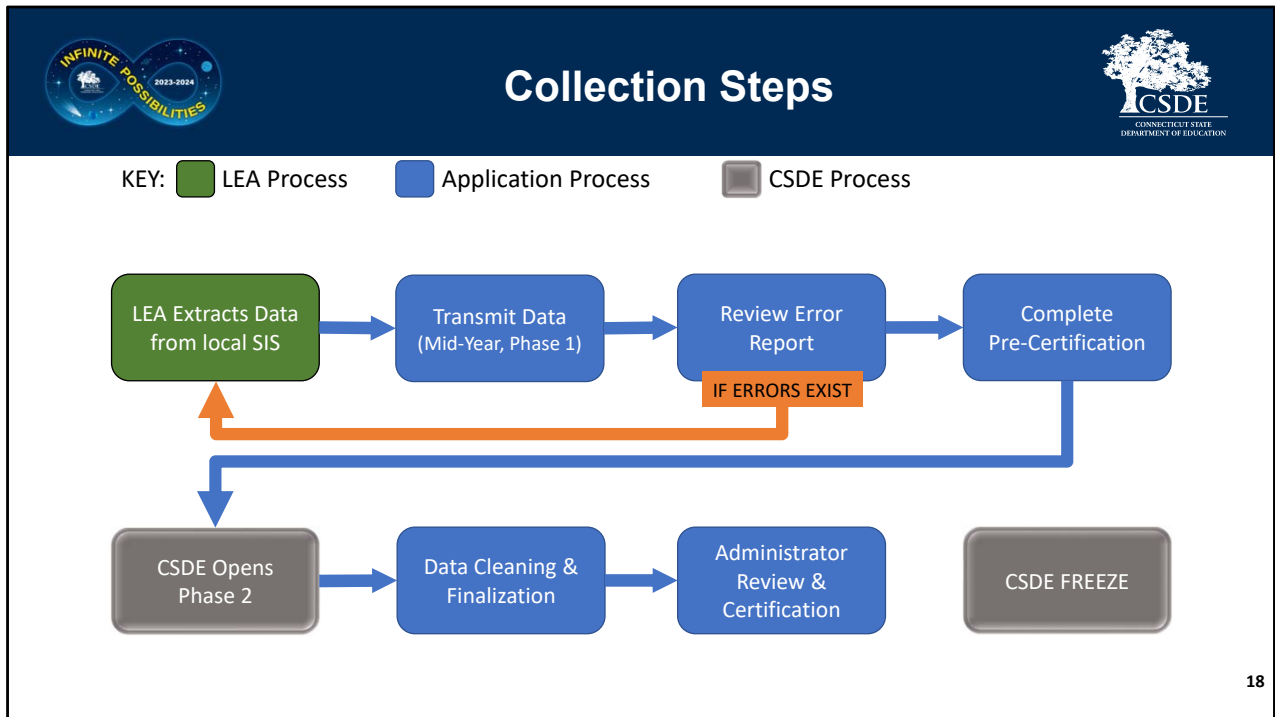 INFINITE POSSIBILITIES
2023-2024
Collection Steps
CSDE
CONNECTICUT STATE
DEPARTMENT OF EDUCATION
KEY: LEA Process Application Process CSDE Process
LEA Extracts Data
from local SIS
Transmit Data
(Mid-Year, Phase 1)
Review Error
Report
IF ERRORS EXIST
Complete
Pre-Certification
CSDE Opens
Phase 2
Data Cleaning &
Finalization
Administrator
Review &
Certification
CSDE FREEZE
18